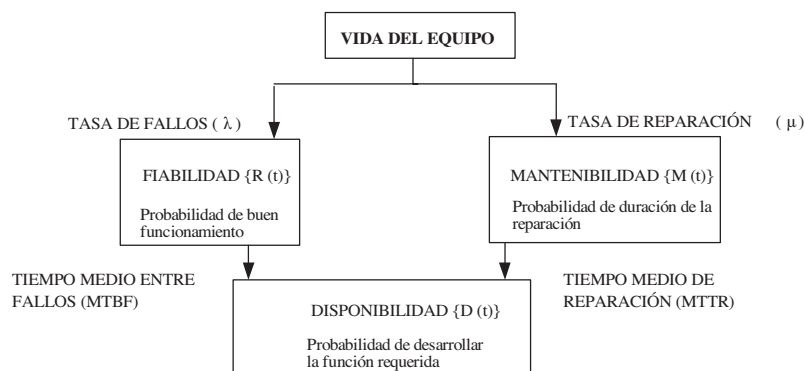 VIDA DEL EQUIPO
TASA DE FALLOS ( λ )
TASA DE REPARACIÓN ( µ )
FIABILIDAD {R (t)}
Probabilidad de buen
funcionamiento
MANTENIBILIDAD {M (t)}
Probabilidad de duración de la
reparación
TIEMPO MEDIO ENTRE
FALLOS (MTBF)
TIEMPO MEDIO DE
REPARACIÓN (MTTR)
DISPONIBILIDAD {D (t)}
Probabilidad de desarrollar
la función requerida